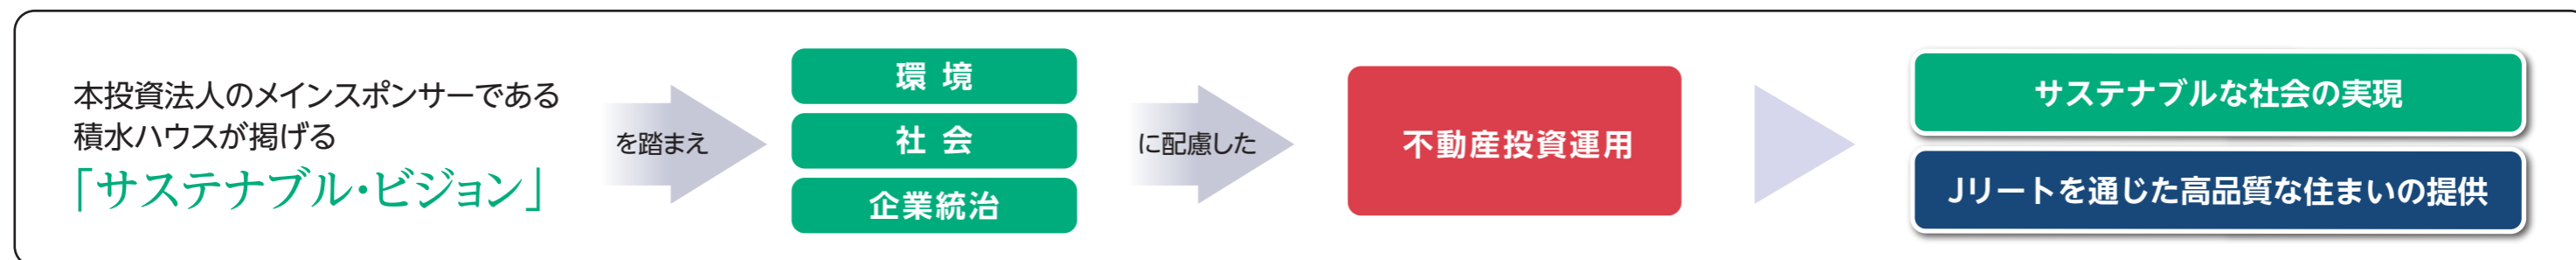 本投資法人のメインスポンサーである
積水ハウスが掲げる
「サステナブル・ビジョン」
を踏まえ
環 境
社 会
企業統治
に配慮した
不動産投資運用
サステナブルな社会の実現
Jリートを通じた高品質な住まいの提供